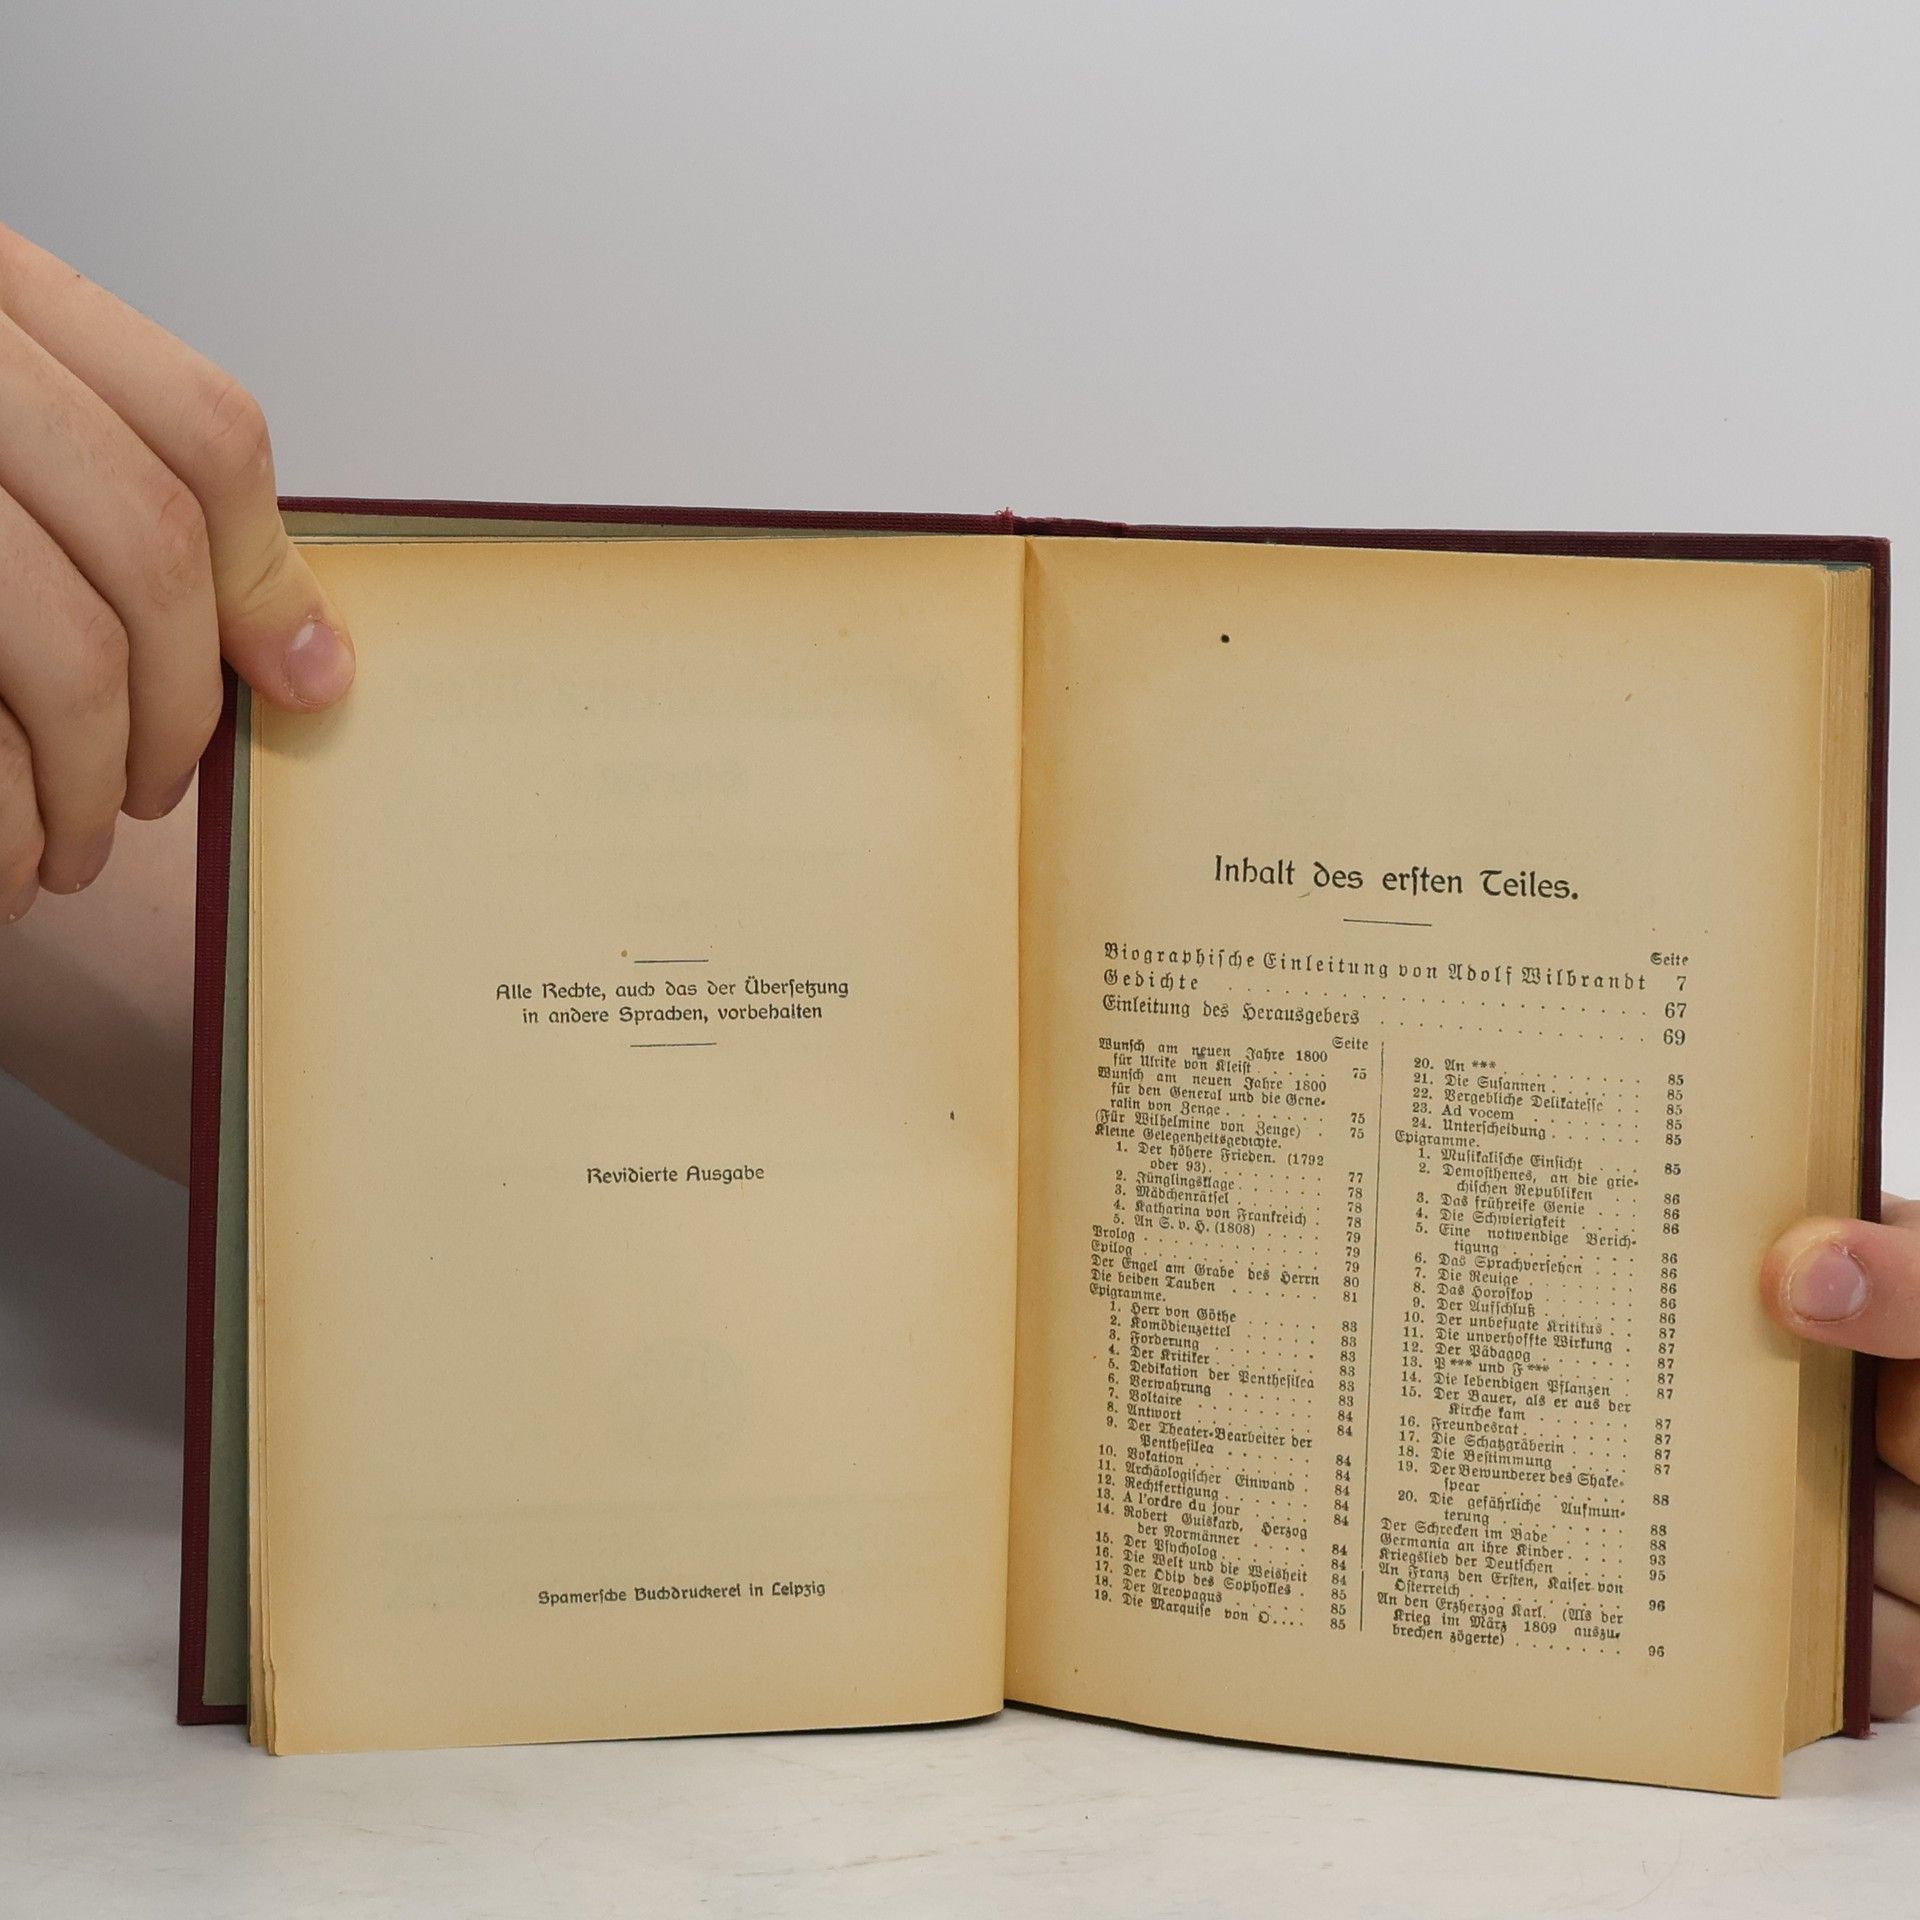 Alle Rechte, auch das der Übersetzung
in andere Sprachen, vorbehalten
Revidierte Ausgabe
Spamersche Buchdruckerei in Leipzig
Inhalt des ersten Teiles.
Seite
Biographische Einleitung von Adolf Wilbrandt 7
Gedichte . . . . . . . . . . . . . . . 67
Einleitung des Herausgebers . . . . . . . . . . 69
Seite
Wunsch am neuen Jahre 1800
für Ulrike von Kleist . . . . . 75
Wunsch am neuen Jahre 1800
für den General und die Gene-
ralin von Zenge . . . . . . . 75
(Für Wilhelmine von Zenge) . 75
Kleine Gelegenheitsgedichte.
1. Der höhere Frieden. (1792
oder 93) . . . . . . . . 77
2. Jünglingsklage . . . . . . 78
3. Mädchenrätsel . . . . . . 78
4. Katharina von Frankreich . 78
5. An S. v. H. (1808) . . . . 79
Prolog . . . . . . . . . . . . 79
Epilog . . . . . . . . . . . . 79
Der Engel am Grabe des Herrn 80
Die beiden Tauben . . . . . . 81
Epigramme.
1. Herr von Göthe . . . . . 83
2. Komödienzettel . . . . . 83
3. Forderung . . . . . . . 83
4. Der Kritiker . . . . . . . 83
5. Dedikation der Penthesilea 83
6. Verwahrung . . . . . . . 83
7. Voltaire . . . . . . . . 84
8. Antwort . . . . . . . . 84
9. Der Theater-Bearbeiter der
Penthesilea . . . . . . . 84
10. Vokation . . . . . . . . 84
11. Archäologischer Einwand . 84
12. Rechtfertigung . . . . . . 84
13. A l'ordre du jour . . . . . 84
14. Robert Guiskard, Herzog
der Normänner . . . . . 84
15. Der Psycholog . . . . . . 84
16. Die Welt und die Weisheit 84
17. Der Ödip des Sophokles . 85
18. Der Areopagus . . . . . . 85
19. Die Marquise von O.... 85
20. An *** . . . . . . . . . 85
21. Die Susannen . . . . . . 85
22. Vergebliche Delikatesse . . 85
23. Ad vocem . . . . . . . 85
24. Unterscheidung . . . . . . 85
Epigramme.
1. Musikalische Einsicht . . . 85
2. Demosthenes, an die grie-
chischen Republiken . . 86
3. Das frühreife Genie . . . 86
4. Die Schwierigkeit . . . . 86
5. Eine notwendige Berich-
tigung . . . . . . . . 86
6. Das Sprachversehen . . . 86
7. Die Reuige . . . . . . . 86
8. Das Horoskop . . . . . . 86
9. Der Aufschluß . . . . . . 86
10. Der unbefugte Kritikus . . 87
11. Die unverhoffte Wirkung . 87
12. Der Pädagog . . . . . . 87
13. P*** und F*** . . . . . 87
14. Die lebendigen Pflanzen . 87
15. Der Bauer, als er aus der
Kirche kam . . . . . . 87
16. Freundesrat . . . . . . . 87
17. Die Schatzgräberin . . . . 87
18. Die Bestimmung . . . . . 87
19. Der Bewunderer des Shake-
spear . . . . . . . . . 88
20. Die gefährliche Aufmun-
terung . . . . . . . . 88
Der Schrecken im Bade . . . . 88
Germania an ihre Kinder . . . . 93
Kriegslied der Deutschen . . . . 95
An Franz den Ersten, Kaiser von
Österreich . . . . . . . . . 96
An den Erzherzog Karl. (Als der
Krieg im März 1809 auszu-
brechen zögerte) . . . . . . . 96